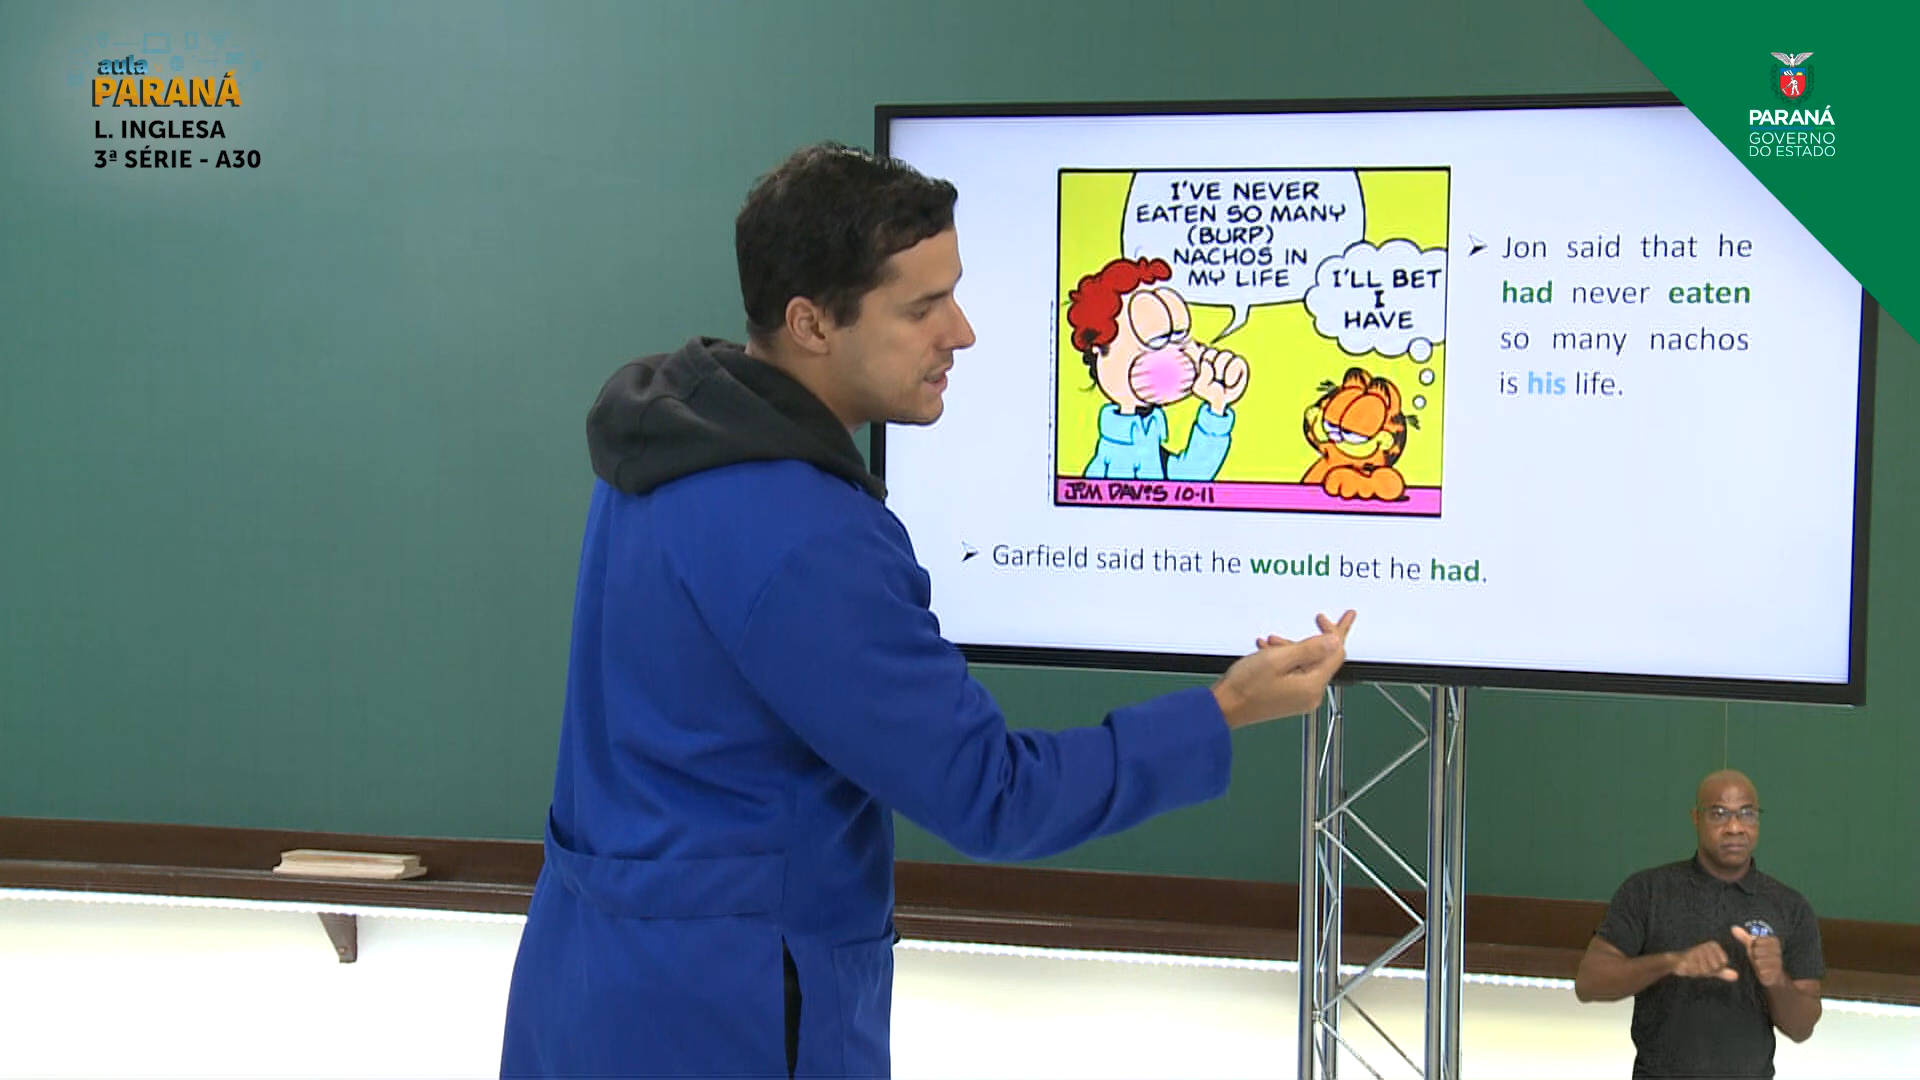 aula
PARANÁ
L. INGLESA
3ª SÉRIE - A30
PARANÁ
GOVERNO
DO ESTADO
I'VE NEVER
EATEN SO MANY
(BURP)
NACHOS IN
MY LIFE
I'LL BET
I
HAVE
JIM DAVIS 10-11
➤ Jon said that he
had never eaten
so many nachos
is his life.
➤ Garfield said that he would bet he had.